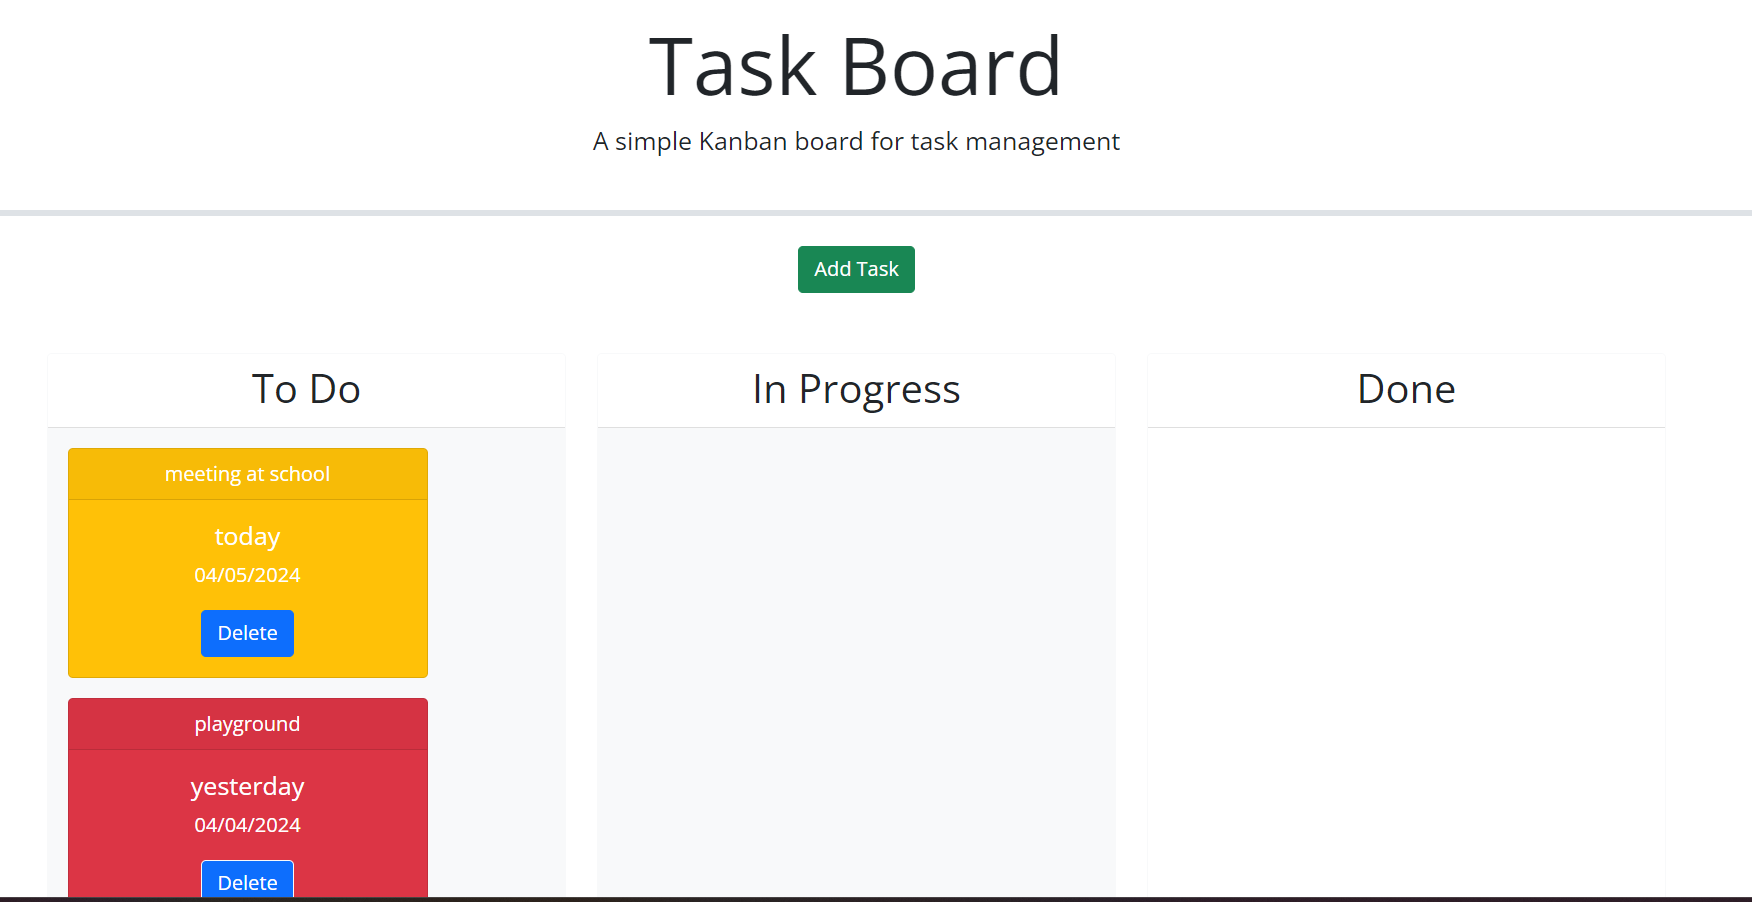 Task Board
A simple Kanban board for task management
Add Task
To Do
meeting at school
today
04/05/2024
Delete
playground
yesterday
04/04/2024
Delete
In Progress
Done